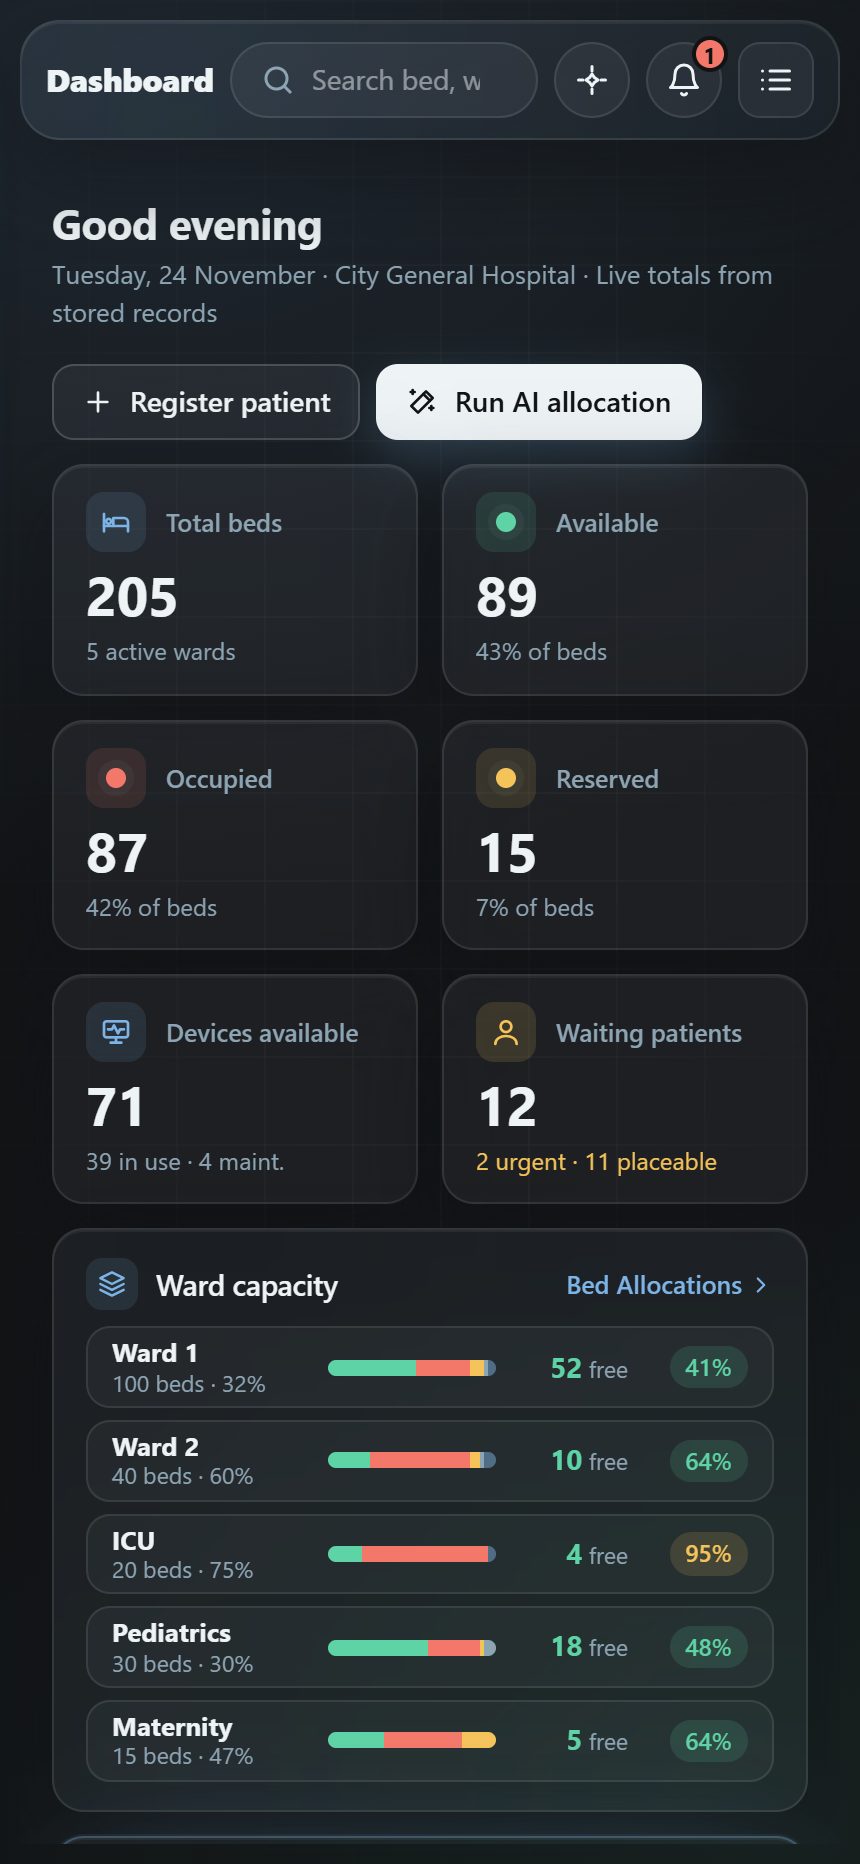 Dashboard
Search bed, w
1
Good evening
Tuesday, 24 November · City General Hospital · Live totals from
stored records
Register patient
Run AI allocation
Total beds
205
5 active wards
Available
89
43% of beds
Occupied
87
42% of beds
Reserved
15
7% of beds
Devices available
71
39 in use · 4 maint.
Waiting patients
12
2 urgent · 11 placeable
Ward capacity
Bed Allocations
Ward 1
100 beds · 32%
52 free
41%
Ward 2
40 beds · 60%
10 free
64%
ICU
20 beds · 75%
4 free
95%
Pediatrics
30 beds · 30%
18 free
48%
Maternity
15 beds · 47%
5 free
64%